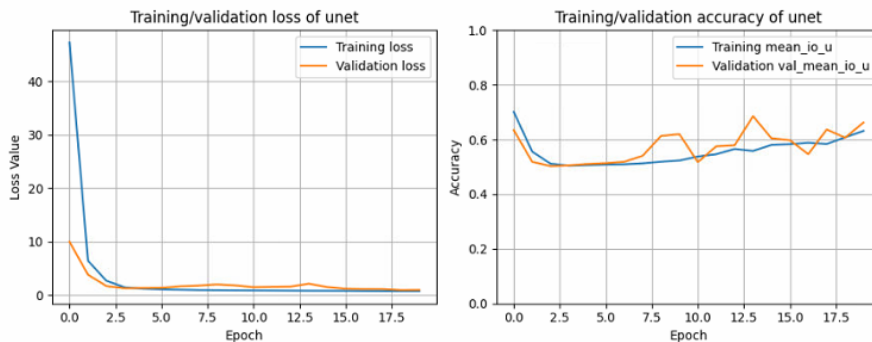 Training/validation loss of unet
Training loss
Validation loss
Loss Value
40
30
20
10
0
0.0 2.5 5.0 7.5 10.0 12.5 15.0 17.5
Epoch
Training/validation accuracy of unet
Training mean_io_u
Validation val_mean_io_u
Accuracy
1.0
0.8
0.6
0.4
0.2
0.0
0.0 2.5 5.0 7.5 10.0 12.5 15.0 17.5
Epoch